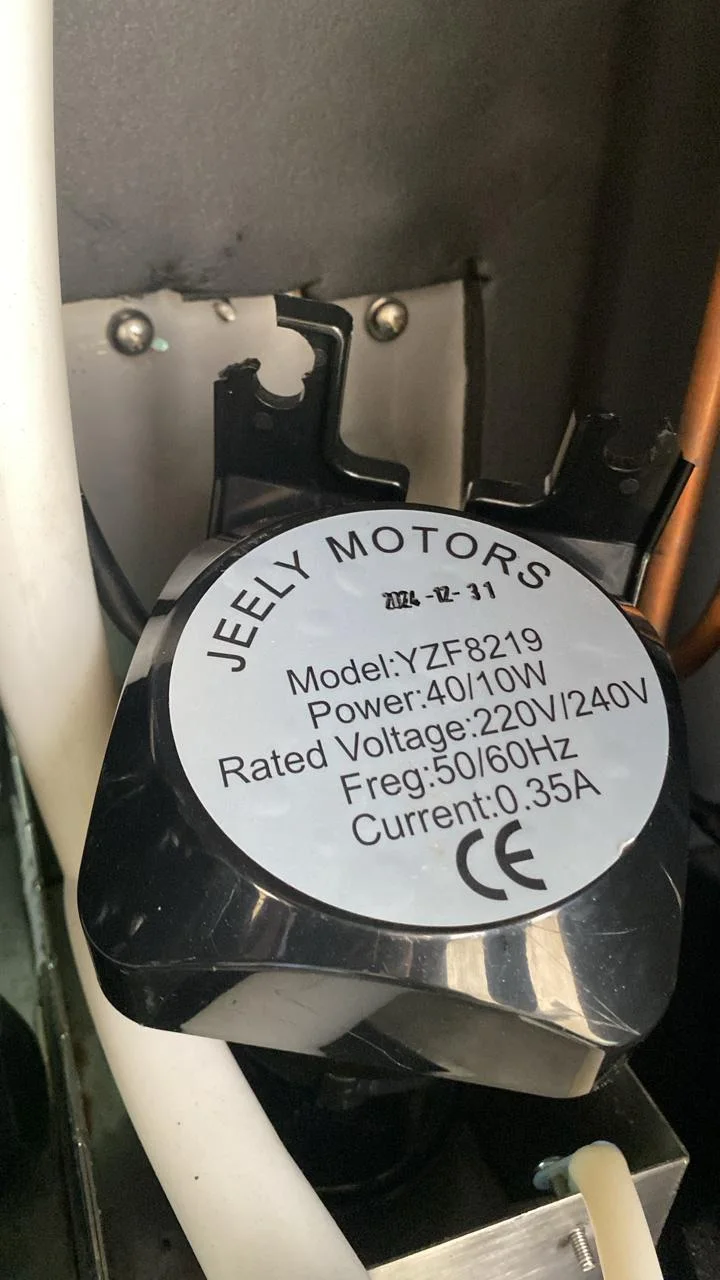 JEELY MOTORS
2024-12-31
Model:YZF8219
Power:40/10W
Rated Voltage:220V/240V
Freg:50/60Hz
Current:0.35A
CE